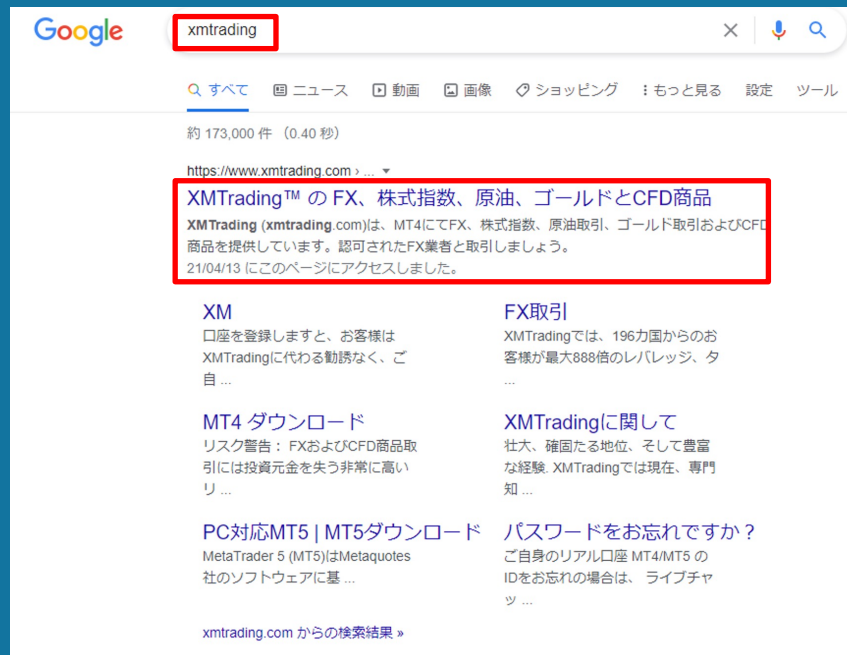 Google
xmtrading
すべて ニュース 動画 画像 ショッピング もっと見る 設定 ツール
約 173,000 件 （0.40 秒）
https://www.xmtrading.com › ...
XMTrading™ の FX、株式指数、原油、ゴールドとCFD商品
XMTrading (xmtrading.com)は、MT4にてFX、株式指数、原油取引、ゴールド取引およびCFD
商品を提供しています。認可されたFX業者と取引しましょう。
21/04/13 にこのページにアクセスしました。
XM
口座を登録しますと、お客様は
XMTradingに代わる勧誘なく、ご
自 ...
FX取引
XMTradingでは、196力国からのお
客様が最大888倍のレバレッジ、タ
...
MT4 ダウンロード
リスク警告： FXおよびCFD商品取
引には投資元金を失う非常に高い
リ ...
XMTradingに関して
壮大、確固たる地位、そして豊富
な経験. XMTradingでは現在、専門
知 ...
PC対応MT5 | MT5ダウンロード
MetaTrader 5 (MT5)はMetaquotes
社のソフトウェアに基 ...
パスワードをお忘れですか？
ご自身のリアル口座 MT4/MT5 の
IDをお忘れの場合は、 ライブチャ
ッ ...
xmtrading.com からの検索結果 »